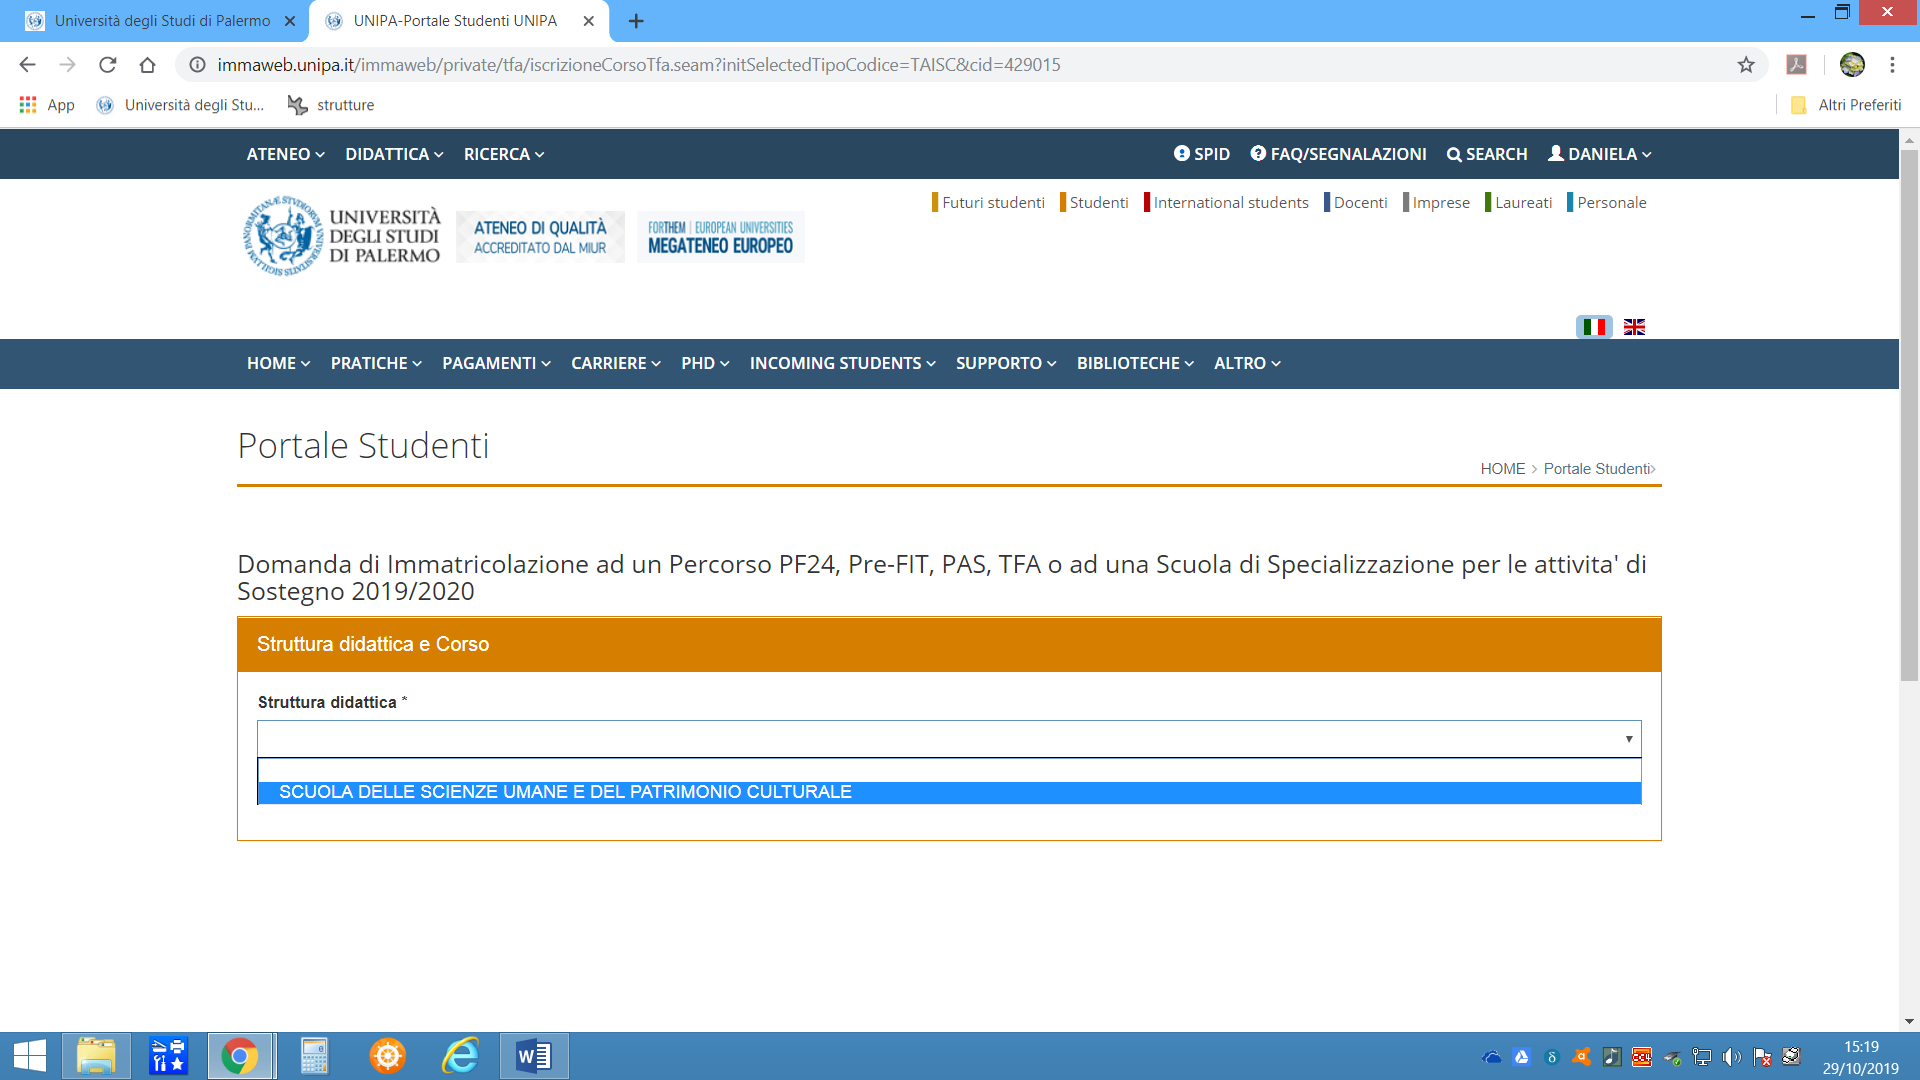 Università degli Studi di Palermo
UNIPA-Portale Studenti UNIPA
immaweb.unipa.it/immaweb/private/tfa/iscrizioneCorsoTfa.seam?initSelectedTipoCodice=TAISC&cid=429015
App
Università degli Stu...
strutture
Altri Preferiti
ATENEO DIDATTICA RICERCA
SPID FAQ/SEGNALAZIONI SEARCH DANIELA
Futuri studenti Studenti International students Docenti Imprese Laureati Personale
UNIVERSITÀ
DEGLI STUDI
DI PALERMO
ATENEO DI QUALITÀ
ACCREDITATO DAL MIUR
FORTHEM | EUROPEAN UNIVERSITIES
MEGATENEO EUROPEO
HOME PRATICHE PAGAMENTI CARRIERE PHD INCOMING STUDENTS SUPPORTO BIBLIOTECHE ALTRO
Portale Studenti
HOME > Portale Studenti>
Domanda di Immatricolazione ad un Percorso PF24, Pre-FIT, PAS, TFA o ad una Scuola di Specializzazione per le attivita' di
Sostegno 2019/2020
Struttura didattica e Corso
Struttura didattica *
SCUOLA DELLE SCIENZE UMANE E DEL PATRIMONIO CULTURALE
15:19
29/10/2019